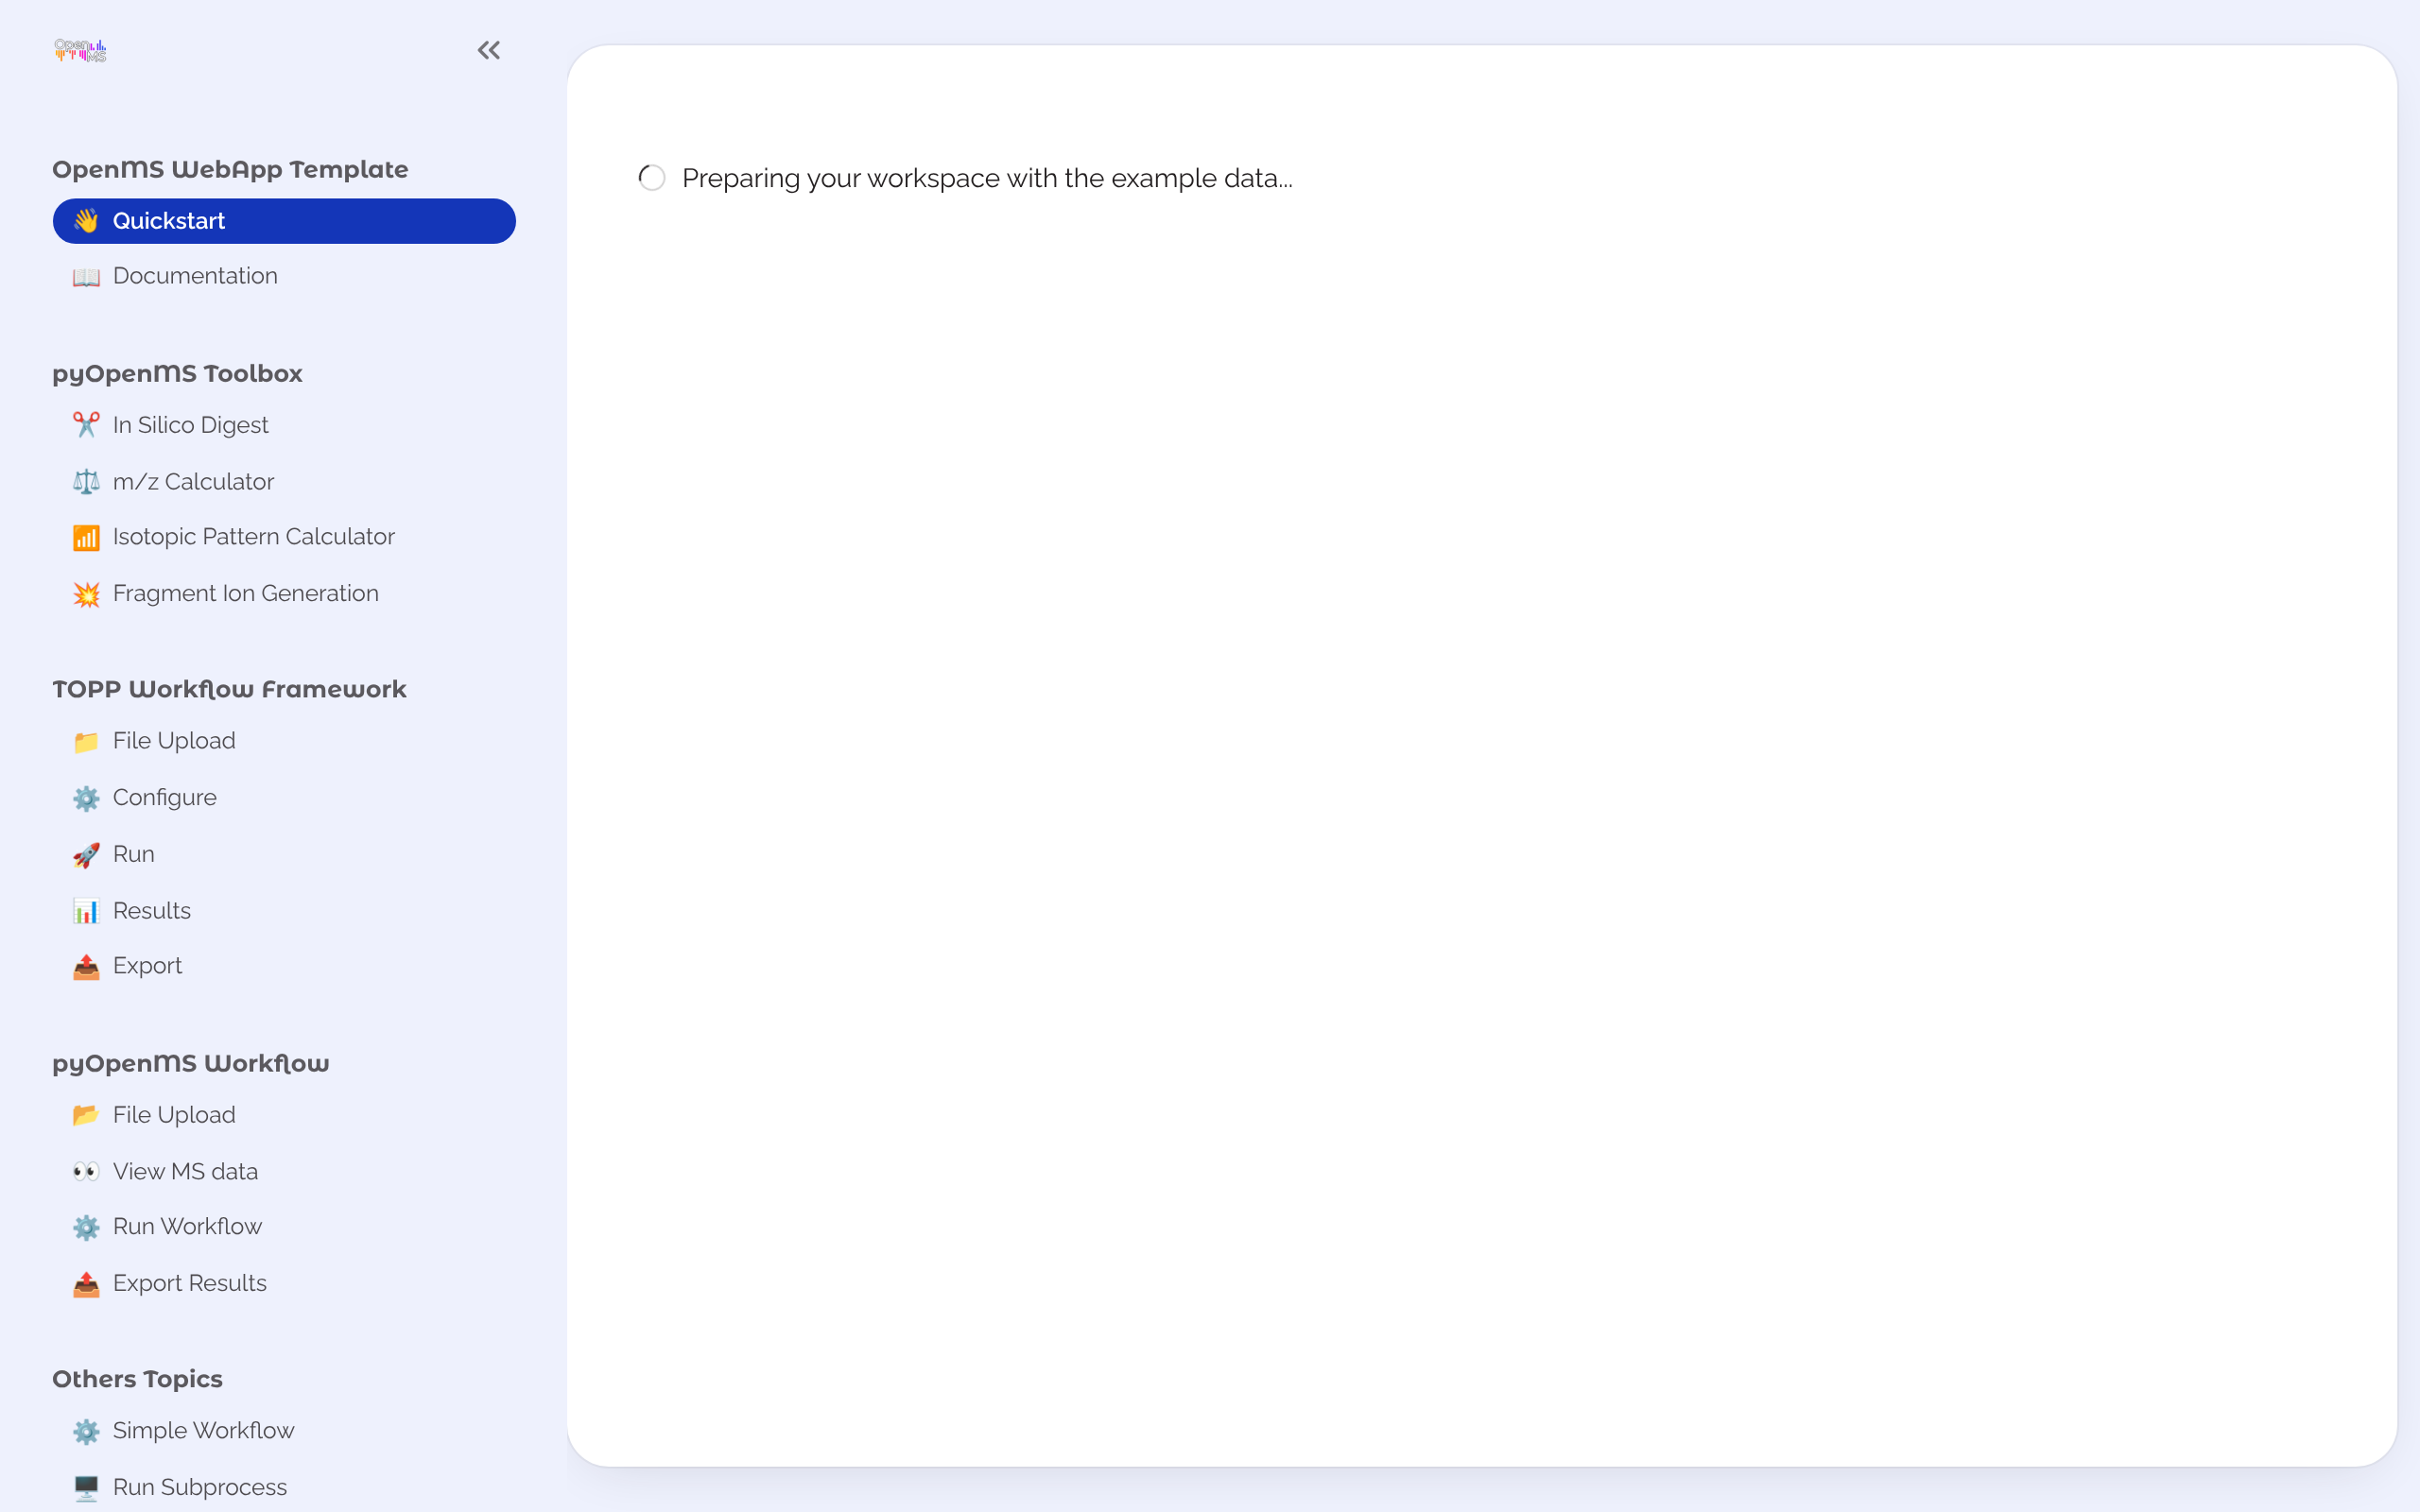 OpenMS
OpenMS WebApp Template
Quickstart
Documentation
pyOpenMS Toolbox
In Silico Digest
m/z Calculator
Isotopic Pattern Calculator
Fragment Ion Generation
TOPP Workflow Framework
File Upload
Configure
Run
Results
Export
pyOpenMS Workflow
File Upload
View MS data
Run Workflow
Export Results
Others Topics
Simple Workflow
Run Subprocess
Preparing your workspace with the example data...